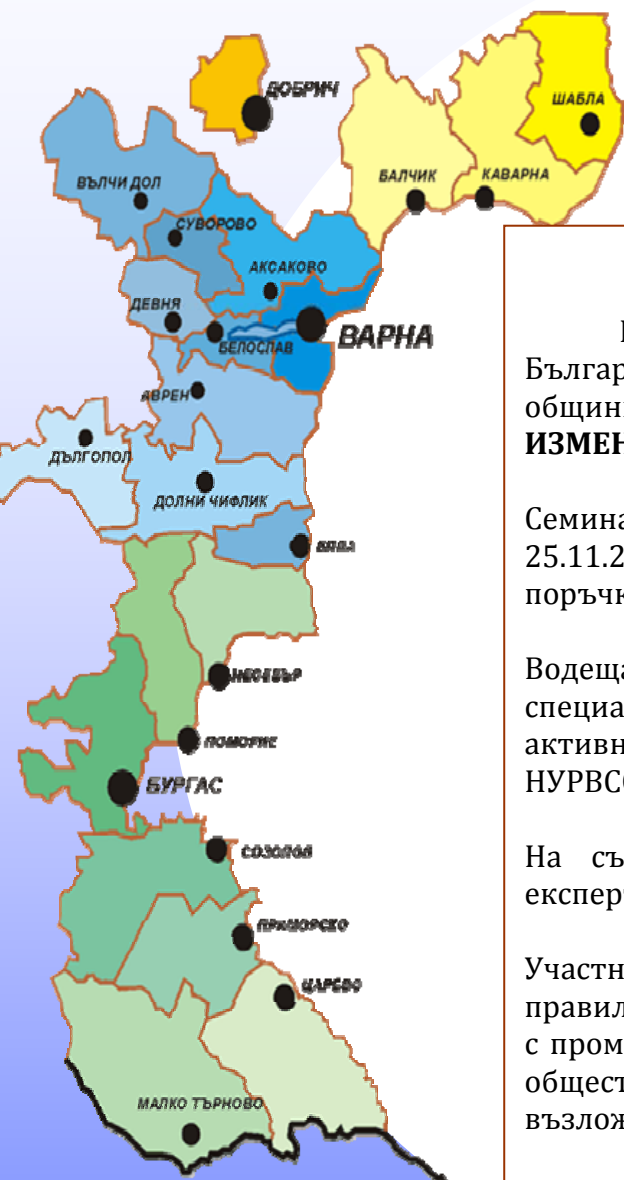 ДОБРИЧ
ШАБЛА
БАЛЧИК
КАВАРНА
ВЪЛЧИ ДОЛ
СУВОРОВО
АКСАКОВО
ДЕВНЯ
БЕЛОСЛАВ
ВАРНА
АВРЕН
ДЪЛГОПОЛ
ДОЛНИ ЧИФЛИК
БЯЛА
НЕСЕБЪР
ПОМОРИЕ
БУРГАС
СОЗОПОЛ
ПРИМОРСКО
ЦАРЕВО
МАЛКО ТЪРНОВО
Българ
общин
ИЗМЕН
Семина
25.11.2
поръчк
Водеща
специа
активн
НУРВС
На съ
експер
Участн
правил
с пром
общест
възлож